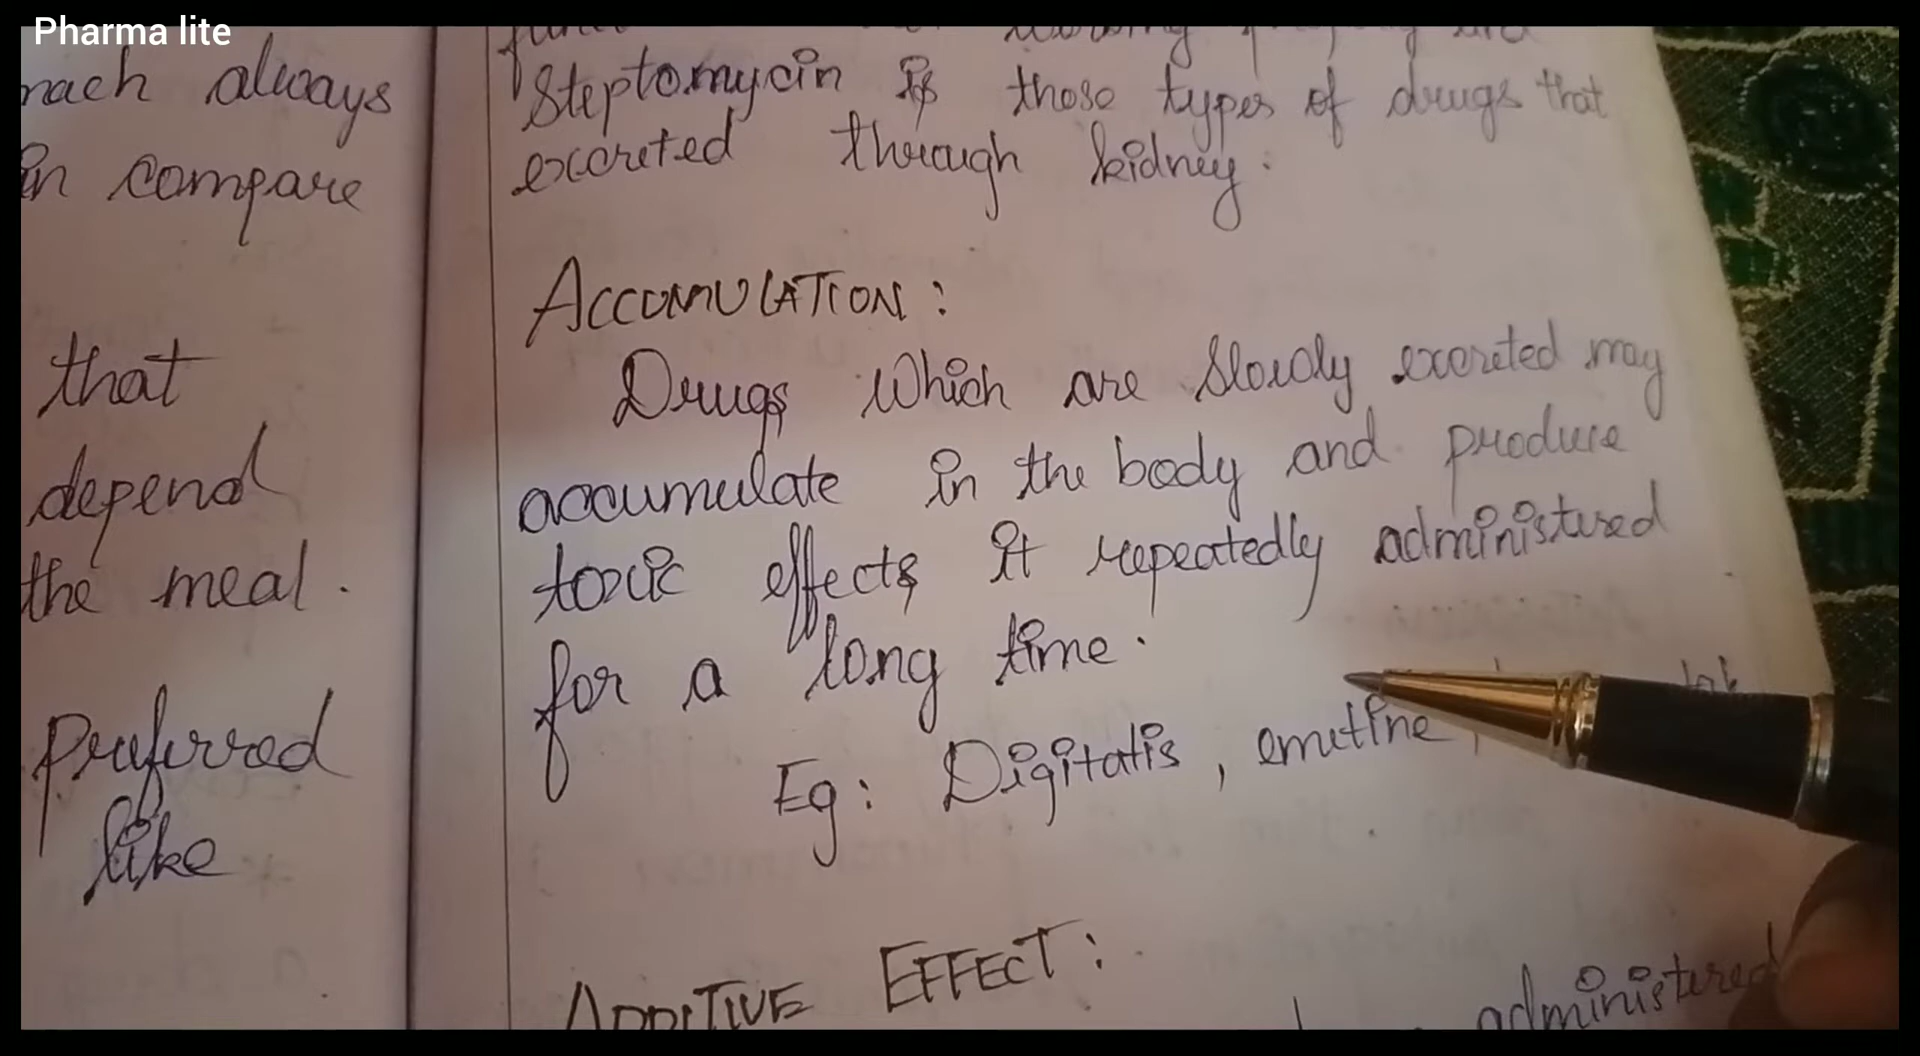 Pharma lite
nach always
in compare
that
depend
the meal.
Preferred
like
Steptomycin is those types of drugs that
excreted through kidney.
ACCUMULATION:
Drugs which are slowly excreted may
accumulate in the body and produce
toxic effects it repeatedly administered
for a long time.
Eg: Digitalis, emetine,
ADDITIVE EFFECT:
administered